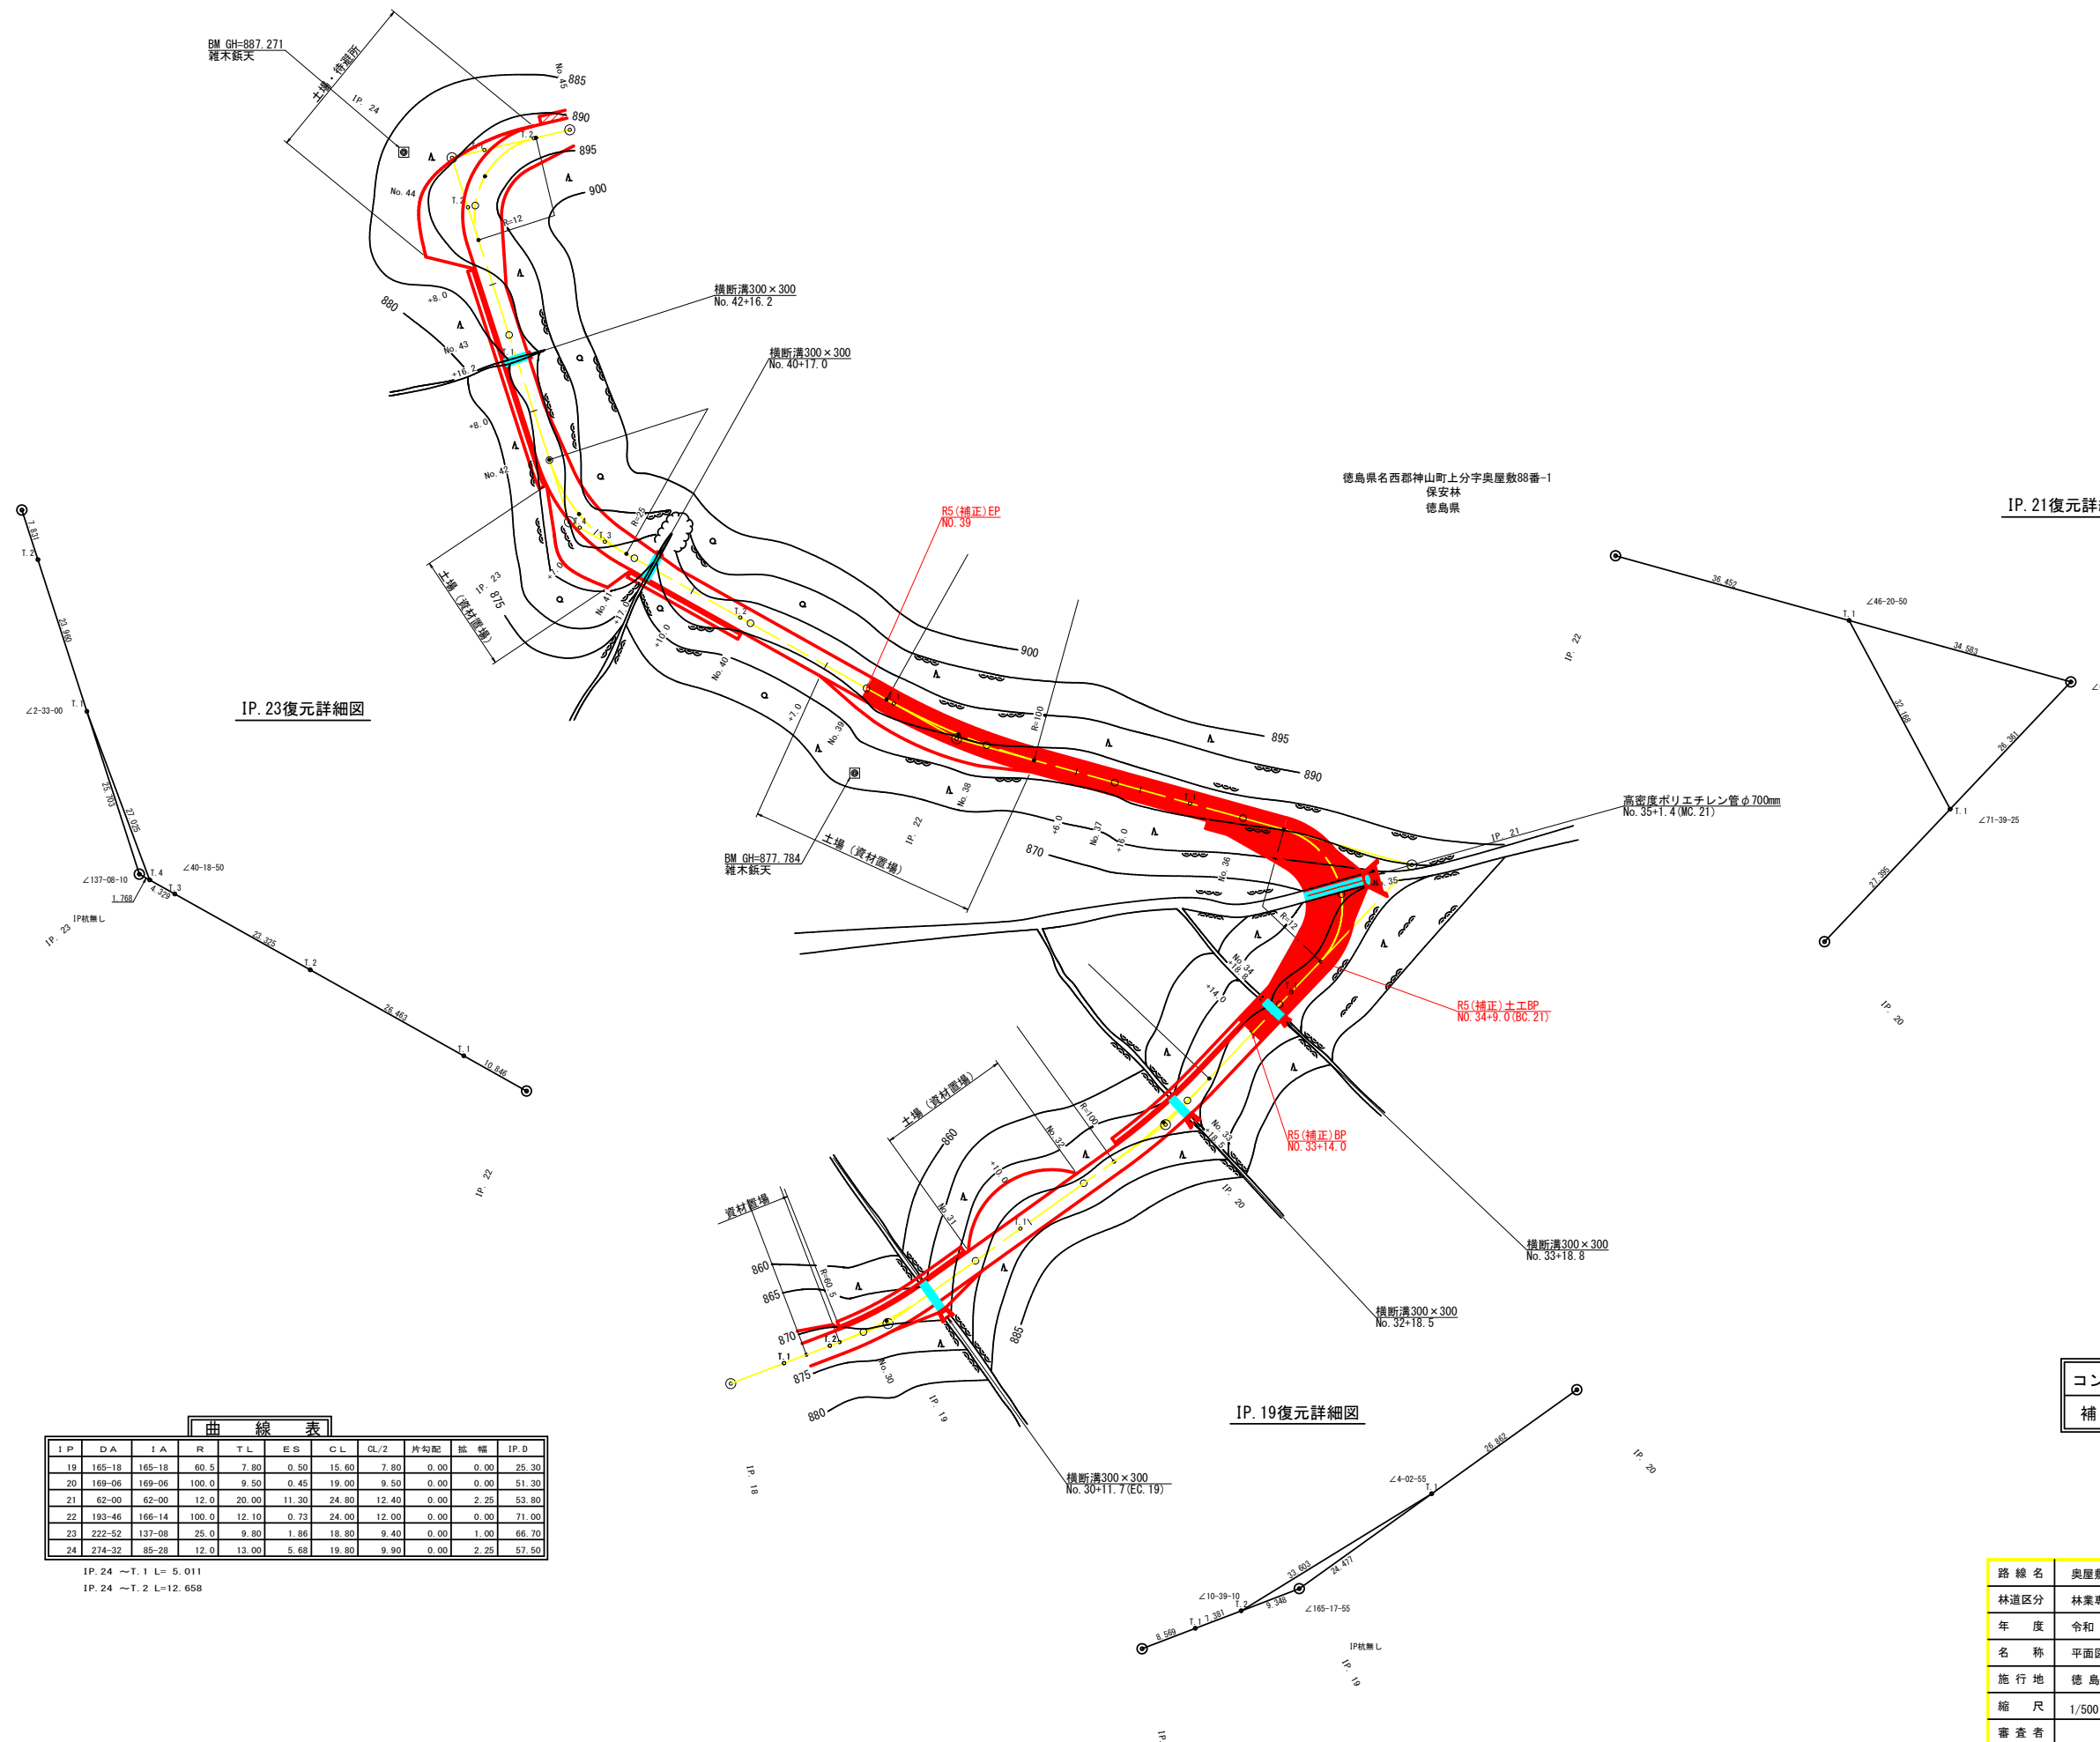 BM GH=887.271
雑木鋲天
土場・待避所
IP. 24
No.45
885
890
895
900
T.2
T.1
No.44
T.2
R=12
880
+8.0
横断溝300×300
No.42+16.2
No.43
T.1
+16.2
横断溝300×300
No.40+17.0
+8.0
No.42
徳島県名西郡神山町上分字奥屋敷88番-1
保安林
徳島県
R5(補正)EP
NO.39
T.4
T.3
R=25
土場（資材置場）
IP. 23
875
+7.0
No.41
+17.0
+10.0
T.2
No.40
900
895
890
T.1
R=100
+7.0
No.39
No.38
BM GH=877.784
雑木鋲天
土場（資材置場）
IP. 22
+6.0
No.37
+16.0
870
T.1
No.36
高密度ポリエチレン管φ700mm
No.35+1.4(MC.21)
IP. 21
No.35
R=12
No.34
+18.8
+14.0
T.1
R5(補正)土工BP
NO.34+9.0(BC.21)
R5(補正)BP
NO.33+14.0
土場（資材置場）
R=100
No.33
+18.5
No.32
860
+10.0
No.31
IP. 20
T.1
横断溝300×300
No.33+18.8
横断溝300×300
No.32+18.5
資材置場
860
865
870
875
880
885
R=60.5
T.1
T.2
No.30
IP. 19
IP. 18
横断溝300×300
No.30+11.7(EC.19)
IP.23復元詳細図
7.831
T.2
23.960
T.1
∠2-33-00
25.703
27.025
∠137-08-10
T.4
∠40-18-50
1.768
4.329
T.3
IP杭無し
IP. 23
23.325
T.2
26.463
T.1
10.846
IP. 22
IP.21復元詳
36.452
∠46-20-50
T.1
34.583
IP. 22
32.168
26.361
T.1
∠71-39-25
27.395
IP. 20
IP.19復元詳細図
26.862
∠4-02-55
T.1
IP. 20
33.603
24.477
∠10-39-10
T.2
9.348
∠165-17-55
T.1
7.381
8.569
IP杭無し
IP. 19
IP.
曲 線 表
IP DA IA R TL ES CL CL/2 片勾配 拡 幅 IP.D
19 165-18 165-18 60.5 7.80 0.50 15.60 7.80 0.00 0.00 25.30
20 169-06 169-06 100.0 9.50 0.45 19.00 9.50 0.00 0.00 51.30
21 62-00 62-00 12.0 20.00 11.30 24.80 12.40 0.00 2.25 53.80
22 193-46 166-14 100.0 12.10 0.73 24.00 12.00 0.00 0.00 71.00
23 222-52 137-08 25.0 9.80 1.86 18.80 9.40 0.00 1.00 66.70
24 274-32 85-28 12.0 13.00 5.68 19.80 9.90 0.00 2.25 57.50
IP.24 ～T.1 L= 5.011
IP.24 ～T.2 L=12.658
コン
補
路 線 名 奥屋
林道区分 林業
年 度 令和
名 称 平面
施 行 地 徳 島
縮 尺 1/500
審 査 者